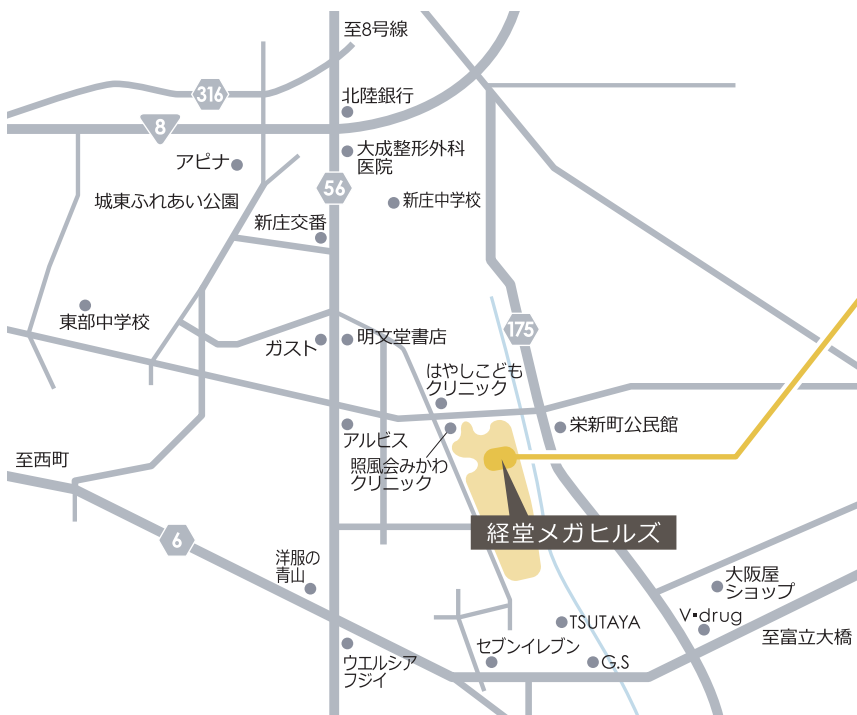 至8号線
316
北陸銀行
8
大成整形外科
医院
アピナ
56
城東ふれあい公園
新庄中学校
新庄交番
東部中学校
175
ガスト
明文堂書店
はやしこども
クリニック
アルビス
栄新町公民館
照風会みかわ
クリニック
至西町
経堂メガヒルズ
6
洋服の
青山
大阪屋
ショップ
TSUTAYA
V・drug
至富立大橋
セブンイレブン
G.S
ウエルシア
フジイ